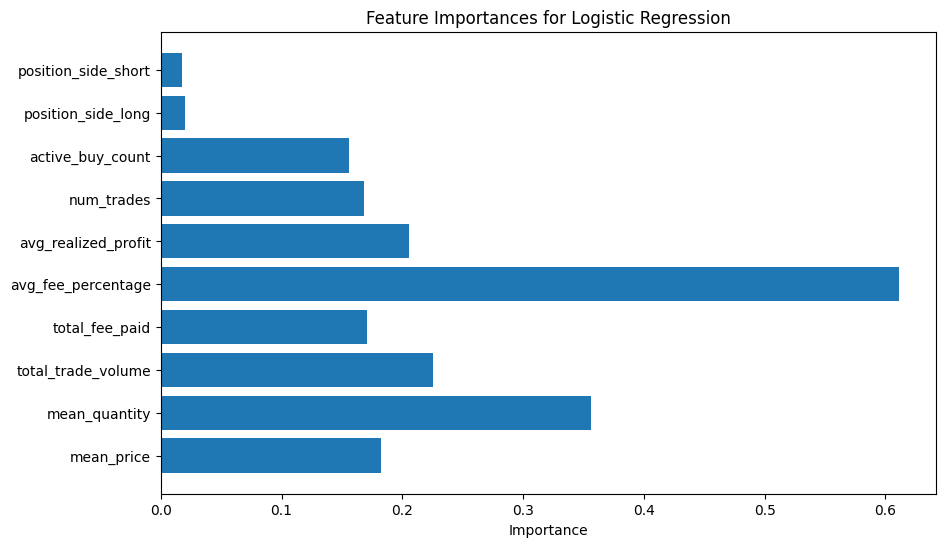 Feature Importances for Logistic Regression
position_side_short
position_side_long
active_buy_count
num_trades
avg_realized_profit
avg_fee_percentage
total_fee_paid
total_trade_volume
mean_quantity
mean_price
0.0 0.1 0.2 0.3 0.4 0.5 0.6
Importance